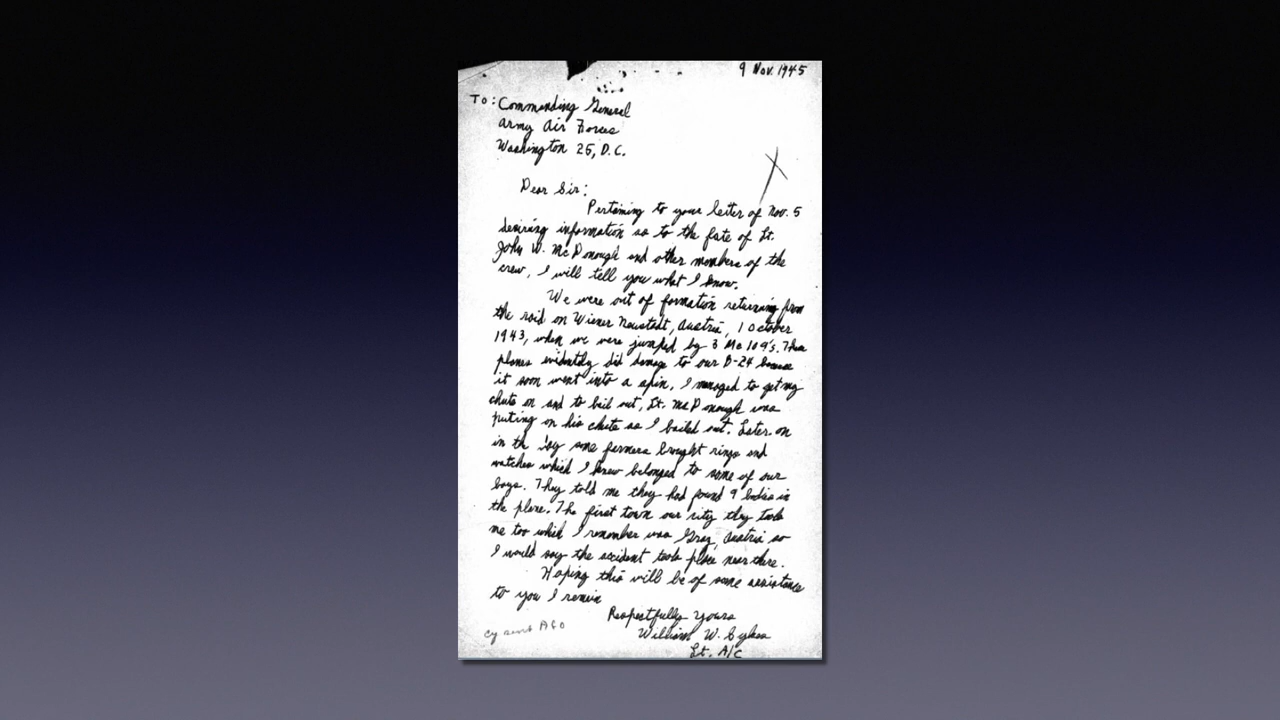 9 Nov. 1945
To: Commanding General
Army Air Forces
Washington 25, D.C.
Dear Sir:
Pertaining to your letter of Nov. 5
desiring information as to the fate of Lt.
John W. McDonough and other members of the
crew, I will tell you what I know.
We were out of formation returning from
the raid on Wiener Neustadt, Austria, 1 October
1943, when we were jumped by 3 Me 109's. These
planes evidently did damage to our B-24 because
it soon went into a spin, I managed to get my
chute on and to bail out, Lt. McDonough was
puting on his chute as I bailed out. Later on
in the day some farmers brought rings and
watches which I knew belonged to some of our
boys. They told me they had found 9 bodies in
the plane. The first town our city they took
me too which I remember was Graz, Austria so
I would say the accident took place near there.
Hoping this will be of some assistance
to you I remain
Respectfully yours
William W. Sykes
Lt. A/C
cy sent AGO